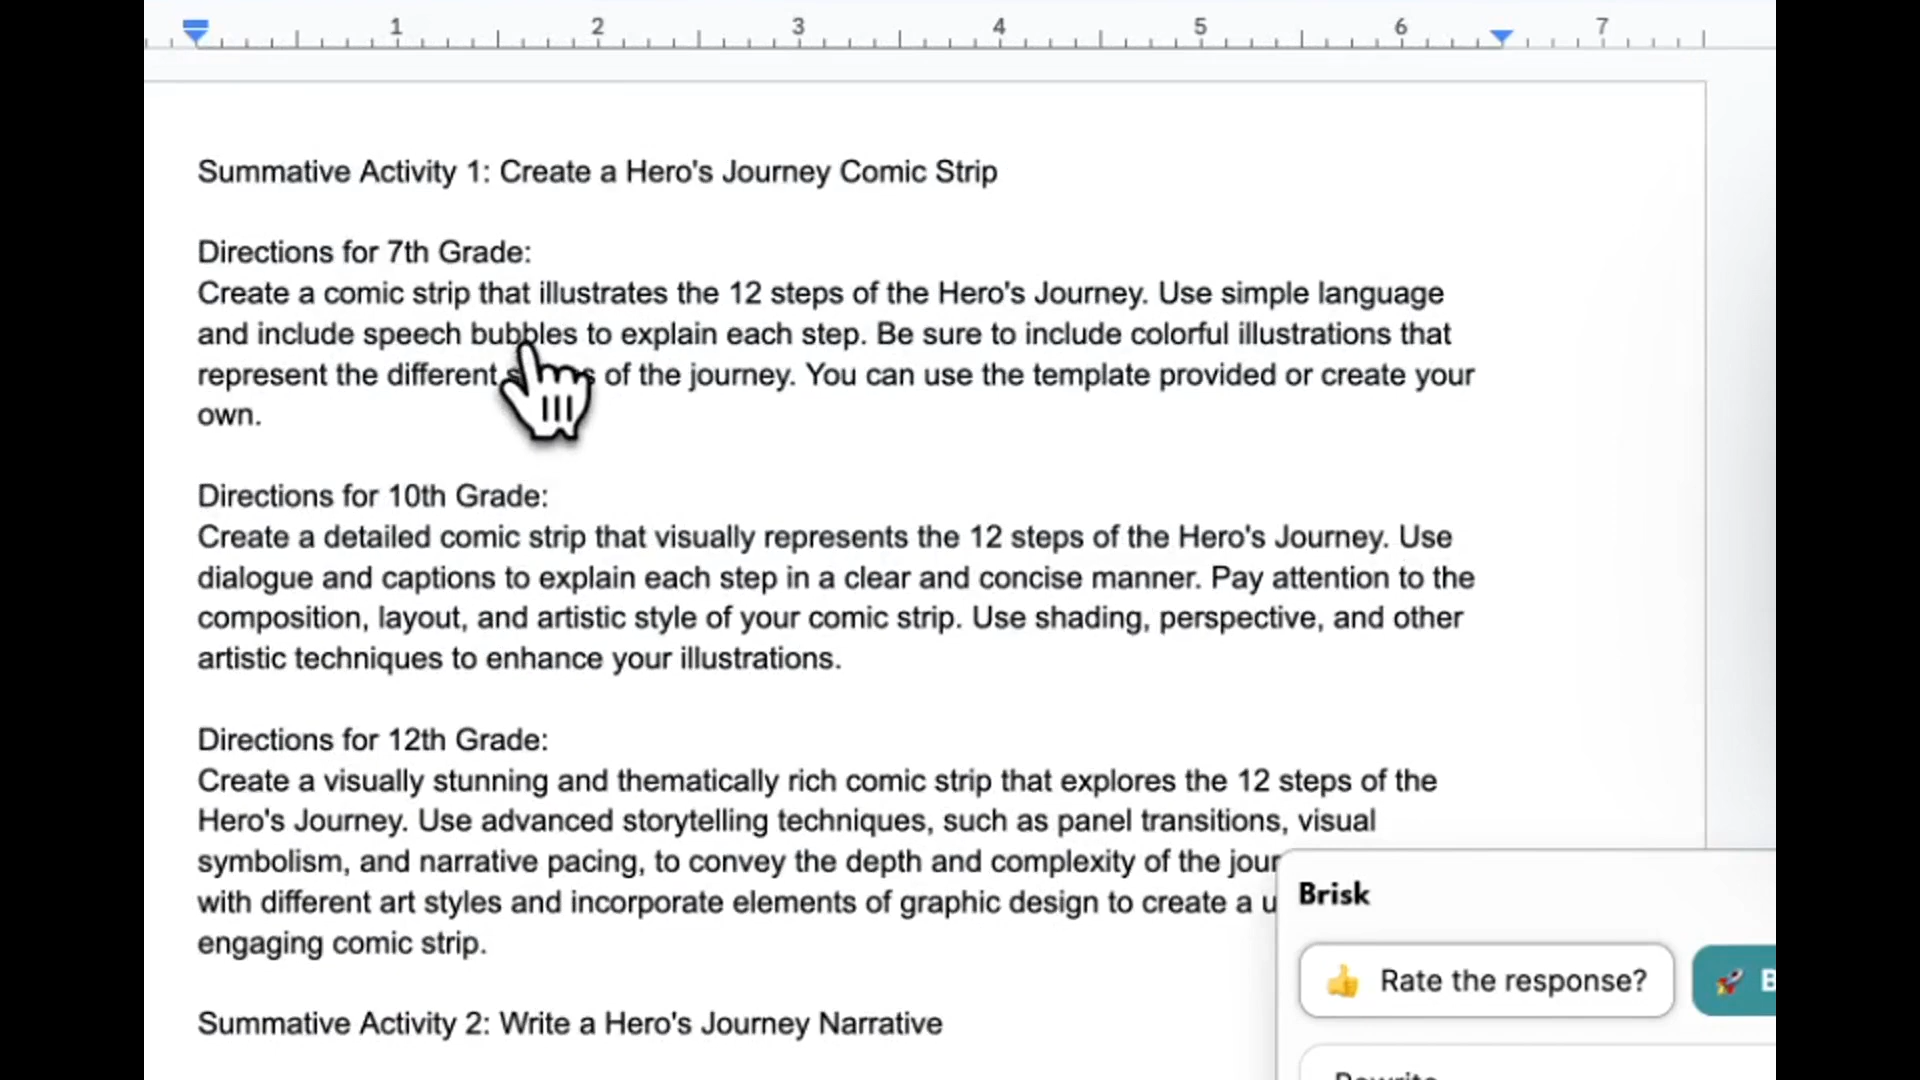 1 2 3 4 5 6 7
Summative Activity 1: Create a Hero's Journey Comic Strip
Directions for 7th Grade:
Create a comic strip that illustrates the 12 steps of the Hero's Journey. Use simple language
and include speech bubbles to explain each step. Be sure to include colorful illustrations that
represent the different of the journey. You can use the template provided or create your
own.
Directions for 10th Grade:
Create a detailed comic strip that visually represents the 12 steps of the Hero's Journey. Use
dialogue and captions to explain each step in a clear and concise manner. Pay attention to the
composition, layout, and artistic style of your comic strip. Use shading, perspective, and other
artistic techniques to enhance your illustrations.
Directions for 12th Grade:
Create a visually stunning and thematically rich comic strip that explores the 12 steps of the
Hero's Journey. Use advanced storytelling techniques, such as panel transitions, visual
symbolism, and narrative pacing, to convey the depth and complexity of the
with different art styles and incorporate elements of graphic design to create a
engaging comic strip.
Summative Activity 2: Write a Hero's Journey Narrative
Brisk
Rate the response?